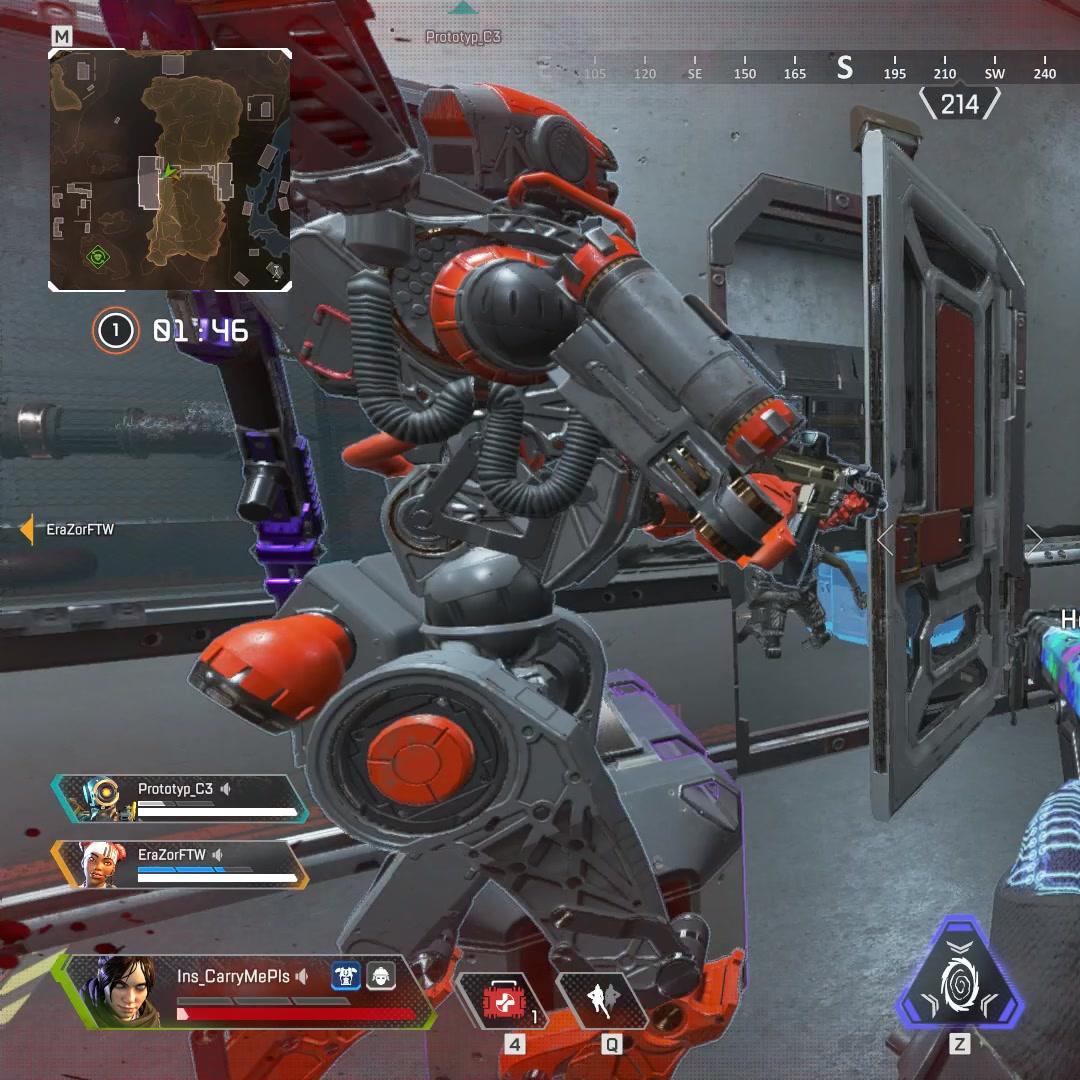 M
Prototyp_C3
105 120 SE 150 165 S 195 210 SW 240
214
1 01:46
EraZorFTW
Prototyp_C3
EraZorFTW
Ins_CarryMePls
1
4 Q Z